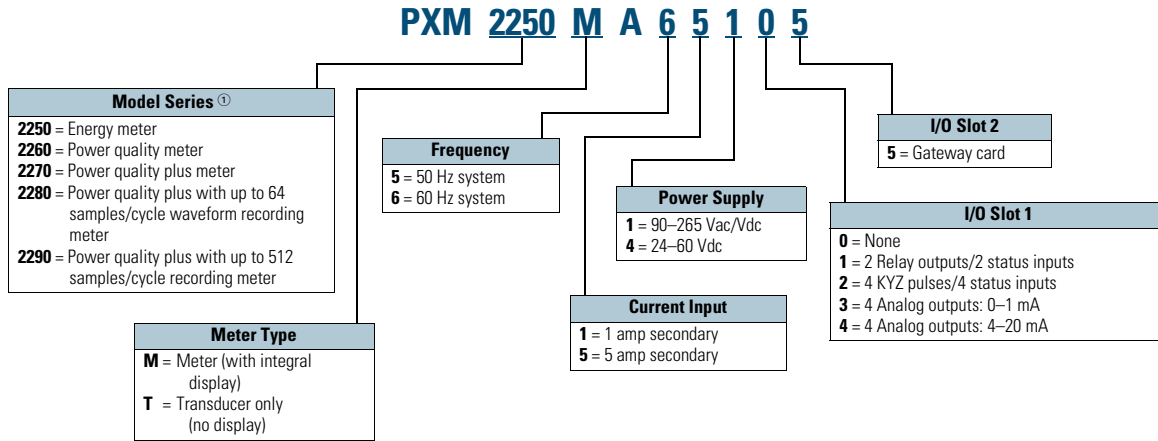 PXM 2250 M A 6 5 1 0 5
Model Series ①
2250 = Energy meter
2260 = Power quality meter
2270 = Power quality plus meter
2280 = Power quality plus with up to 64
samples/cycle waveform recording
meter
2290 = Power quality plus with up to 512
samples/cycle recording meter
Meter Type
M = Meter (with integral
display)
T = Transducer only
(no display)
Frequency
5 = 50 Hz system
6 = 60 Hz system
Current Input
1 = 1 amp secondary
5 = 5 amp secondary
Power Supply
1 = 90–265 Vac/Vdc
4 = 24–60 Vdc
I/O Slot 1
0 = None
1 = 2 Relay outputs/2 status inputs
2 = 4 KYZ pulses/4 status inputs
3 = 4 Analog outputs: 0–1 mA
4 = 4 Analog outputs: 4–20 mA
I/O Slot 2
5 = Gateway card